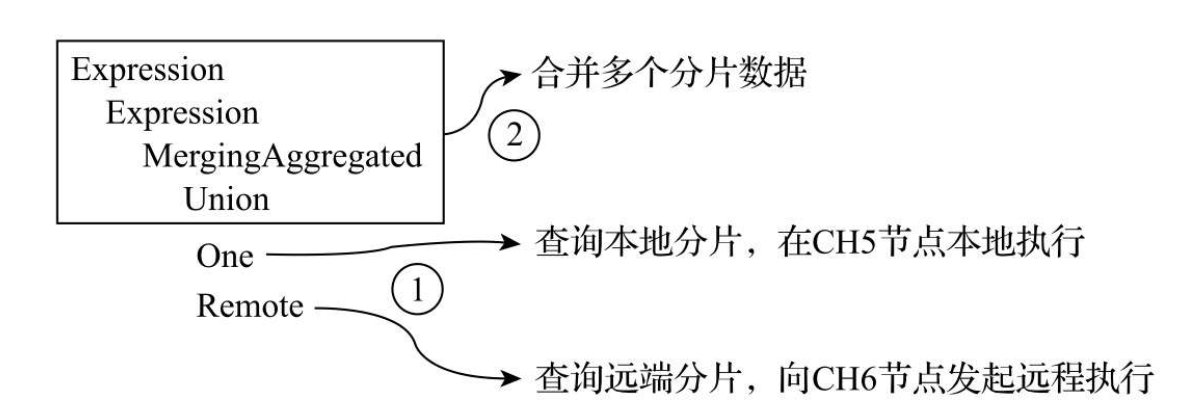 Expression
Expression
MergingAggregated
Union
合并多个分片数据
②
One
查询本地分片，在CH5节点本地执行
①
Remote
查询远端分片，向CH6节点发起远程执行